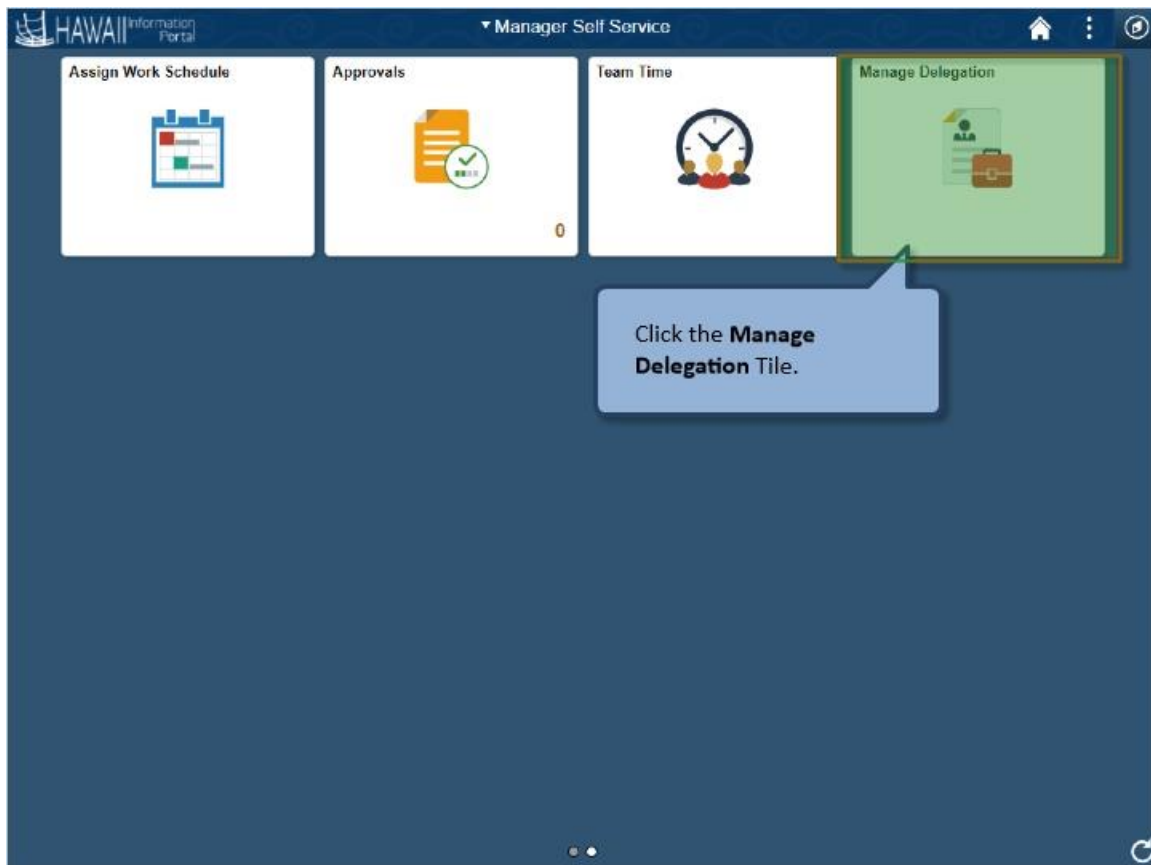 HAWAII Information
Portal
Manager Self Service
Assign Work Schedule
Approvals
Team Time
Manage Delegation
0
Click the Manage
Delegation Tile.